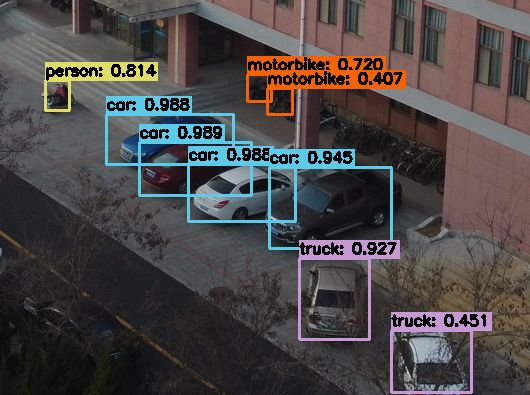 person: 0.814
motorbike: 0.720
motorbike: 0.407
car: 0.988
car: 0.989
car: 0.988
car: 0.945
truck: 0.927
truck: 0.451